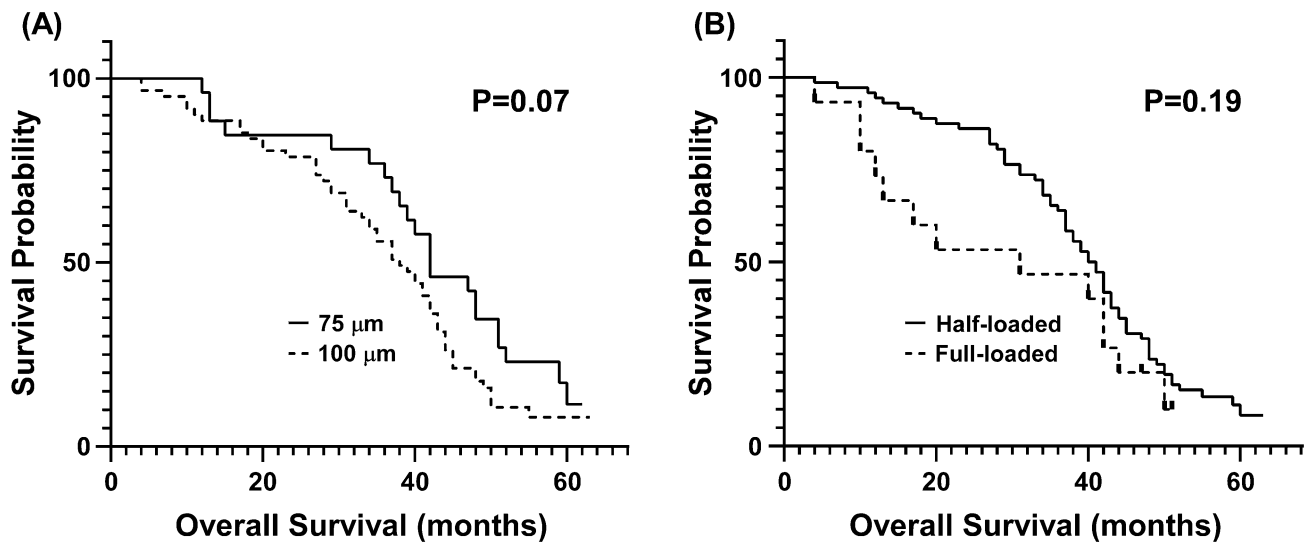 (A)
P=0.07
Survival Probability
100
50
0
75 μm
100 μm
0 20 40 60
Overall Survival (months)
(B)
P=0.19
Survival Probability
100
50
0
Half-loaded
Full-loaded
0 20 40 60
Overall Survival (months)